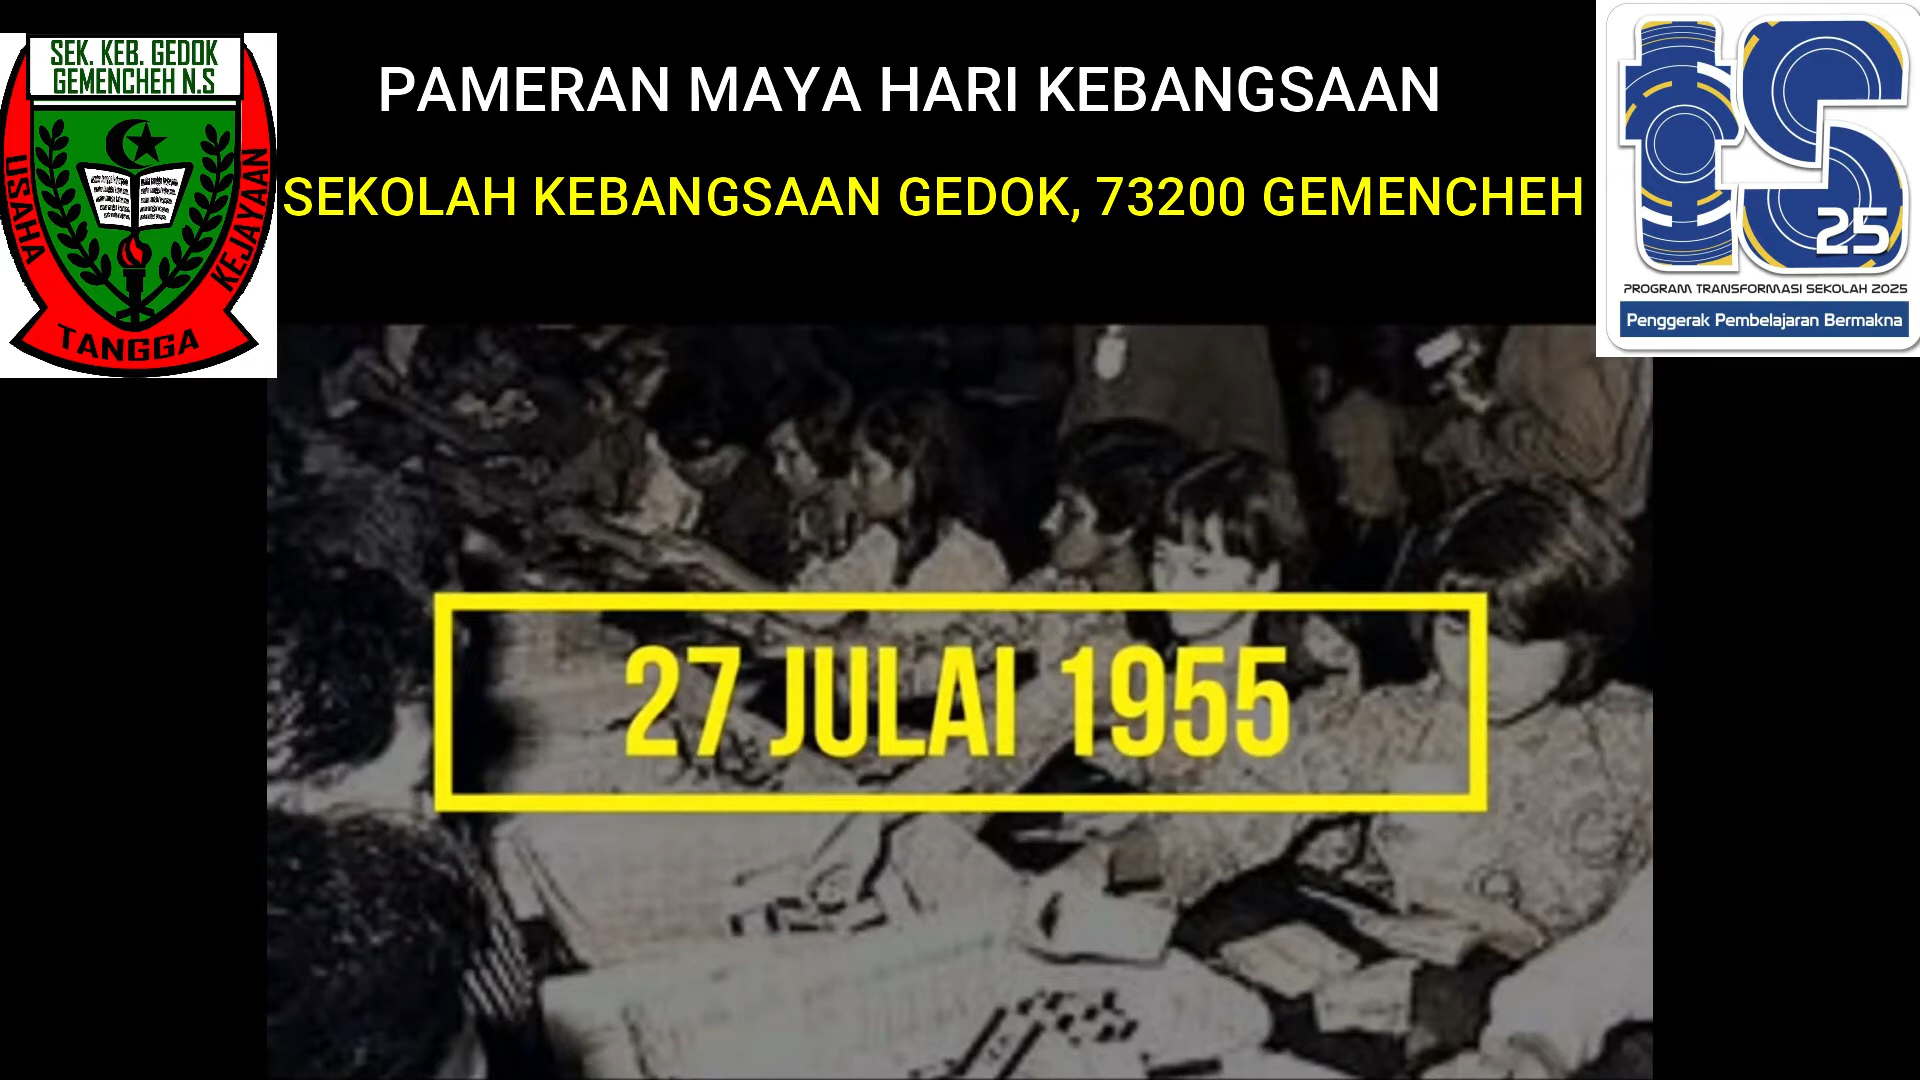 SEK. KEB. GEDOK
GEMENCHEH N.S
USAHA
TANGGA
KEJAYAAN
PAMERAN MAYA HARI KEBANGSAAN
SEKOLAH KEBANGSAAN GEDOK, 73200 GEMENCHEH
tS
25
PROGRAM TRANSFORMASI SEKOLAH 2025
Penggerak Pembelajaran Bermakna
27 JULAI 1955